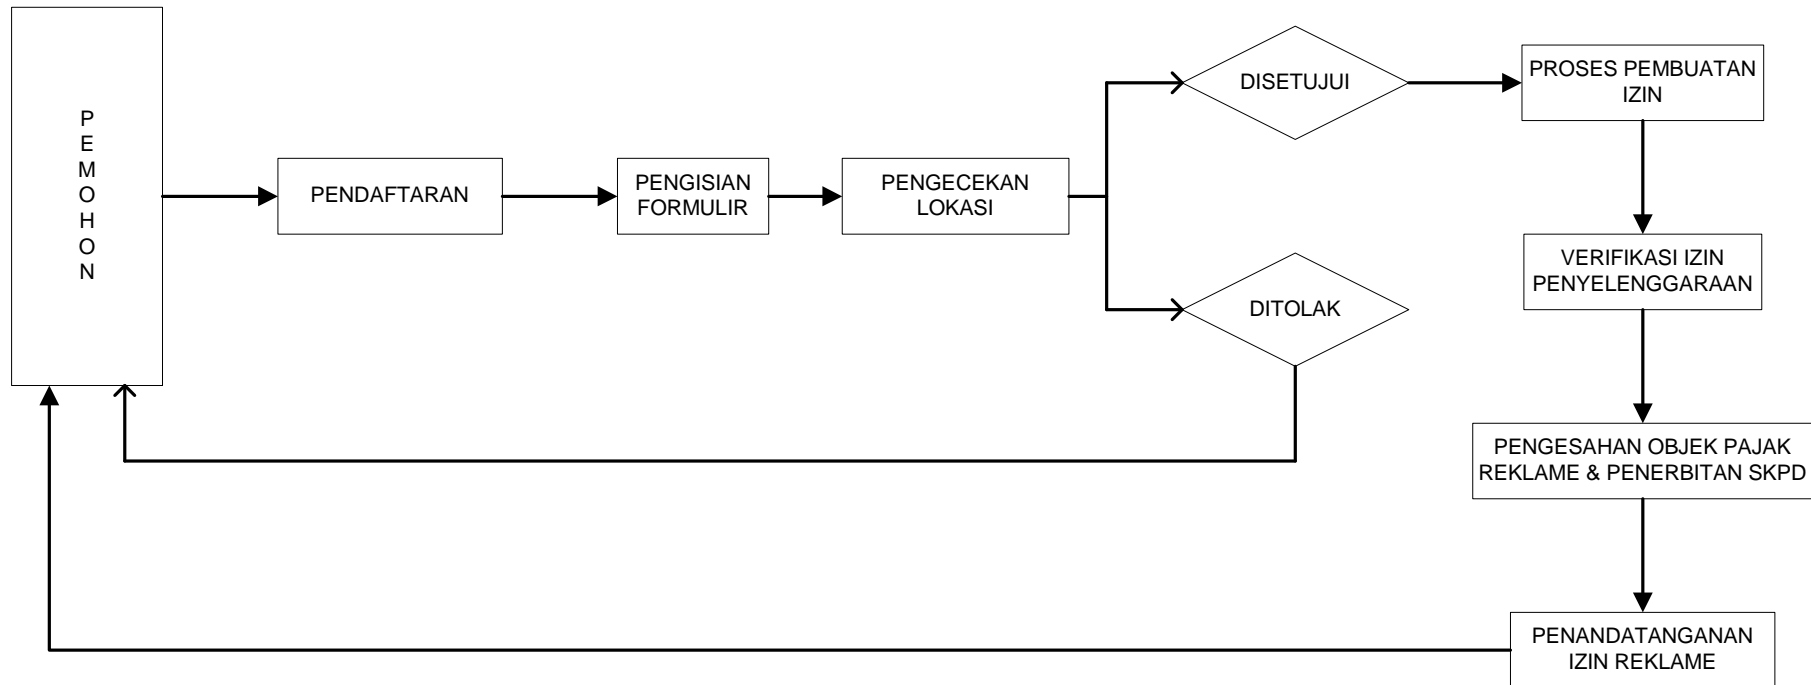 PEMOHON
PENDAFTARAN
PENGISIAN
FORMULIR
PENGECEKAN
LOKASI
DISETUJUI
DITOLAK
PROSES PEMBUATAN
IZIN
VERIFIKASI IZIN
PENYELENGGARAAN
PENGESAHAN OBJEK PAJAK
REKLAME & PENERBITAN SKPD
PENANDATANGANAN
IZIN REKLAME